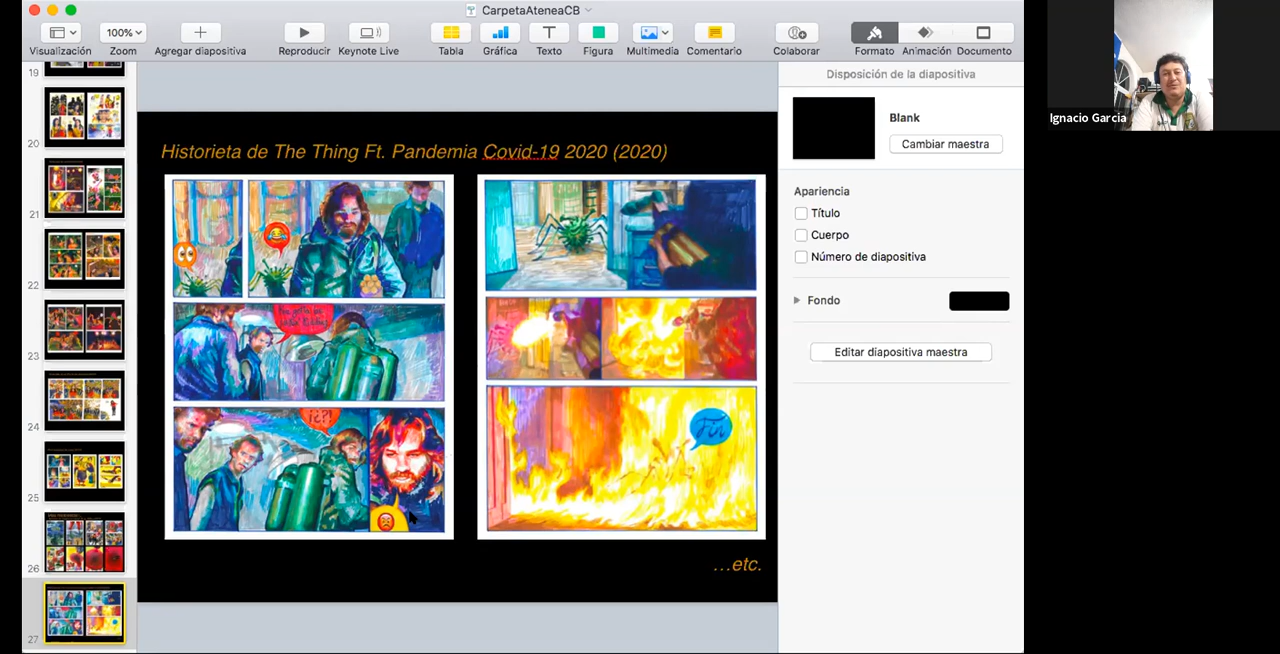 CarpetaAteneaCB
100%
Visualización Zoom Agregar diapositiva Reproducir Keynote Live Tabla Gráfica Texto Figura Multimedia Comentario Colaborar Formato Animación Documento
19
20
21
22
23
24
25
26
27
Historieta de The Thing Ft. Pandemia Covid-19 2020 (2020)
¡¿?!
Fin
...etc.
Disposición de la diapositiva
Blank
Cambiar maestra
Apariencia
Título
Cuerpo
Número de diapositiva
Fondo
Editar diapositiva maestra
Ignacio Garcia